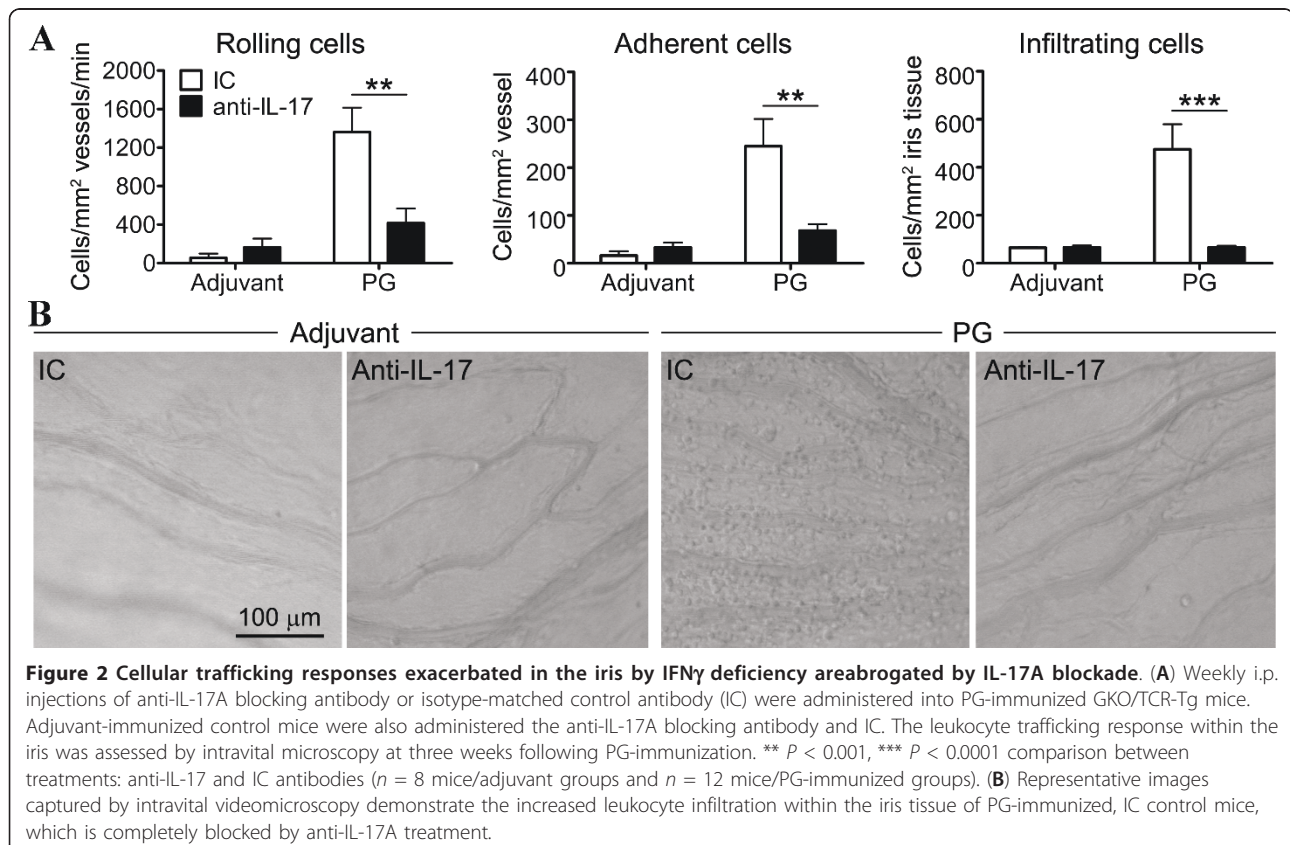 A
Rolling cells
Cells/mm² vessels/min
2000
1600
1200
800
400
0
IC
anti-IL-17
**
Adjuvant
PG
Adherent cells
Cells/mm² vessel
400
300
200
100
0
**
Adjuvant
PG
Infiltrating cells
Cells/mm² iris tissue
800
600
400
200
0
***
Adjuvant
PG
B
Adjuvant
PG
IC
Anti-IL-17
IC
Anti-IL-17
100 µm
Figure 2 Cellular trafficking responses exacerbated in the iris by IFNγ deficiency areabrogated by IL-17A blockade. (A) Weekly i.p.
injections of anti-IL-17A blocking antibody or isotype-matched control antibody (IC) were administered into PG-immunized GKO/TCR-Tg mice.
Adjuvant-immunized control mice were also administered the anti-IL-17A blocking antibody and IC. The leukocyte trafficking response within the
iris was assessed by intravital microscopy at three weeks following PG-immunization. ** P < 0.001, *** P < 0.0001 comparison between
treatments: anti-IL-17 and IC antibodies (n = 8 mice/adjuvant groups and n = 12 mice/PG-immunized groups). (B) Representative images
captured by intravital videomicroscopy demonstrate the increased leukocyte infiltration within the iris tissue of PG-immunized, IC control mice,
which is completely blocked by anti-IL-17A treatment.